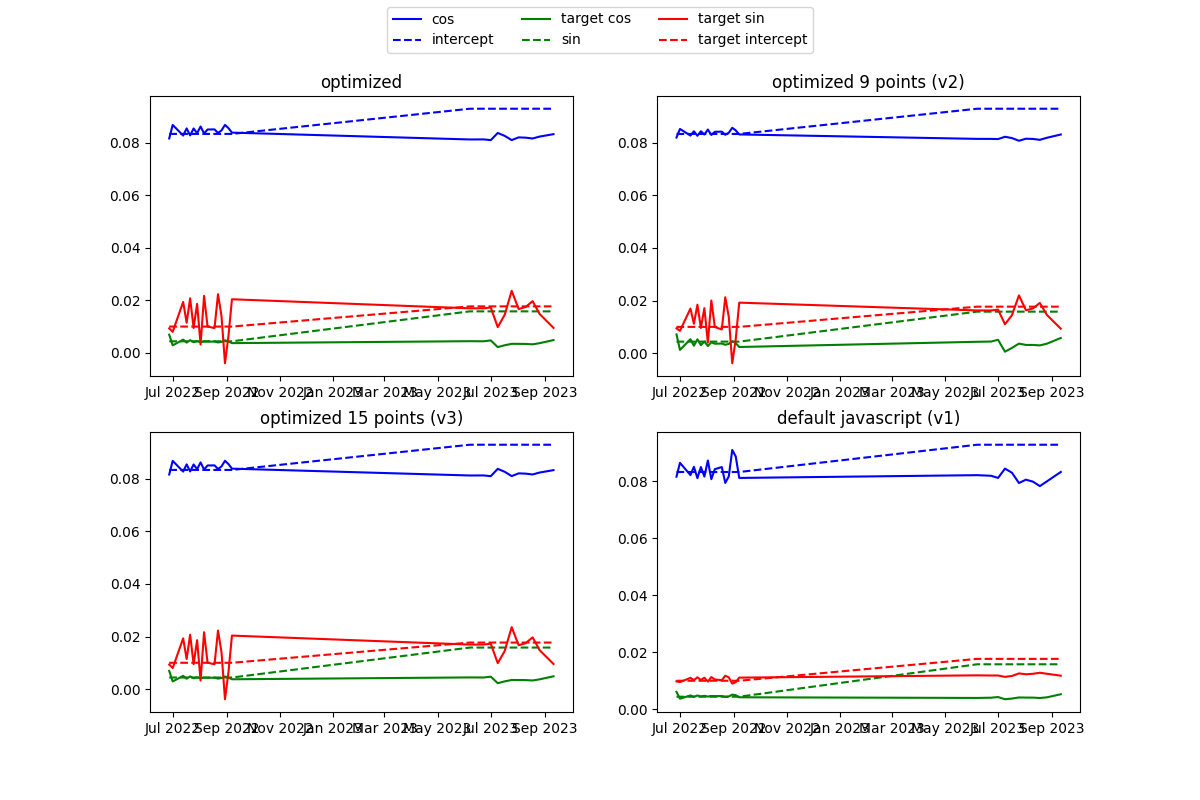 cos target cos target sin
intercept sin target intercept
optimized optimized 9 points (v2)
0.08 0.08
0.06 0.06
0.04 0.04
0.02 0.02
0.00 0.00
Jul 2022 Sep 2022 Nov 2022 Jan 2023 Mar 2023 May 2023 Jul 2023 Sep 2023 Jul 2022 Sep 2022 Nov 2022 Jan 2023 Mar 2023 May 2023 Jul 2023 Sep 2023
optimized 15 points (v3) default javascript (v1)
0.08 0.08
0.06 0.06
0.04 0.04
0.02 0.02
0.00 0.00
Jul 2022 Sep 2022 Nov 2022 Jan 2023 Mar 2023 May 2023 Jul 2023 Sep 2023 Jul 2022 Sep 2022 Nov 2022 Jan 2023 Mar 2023 May 2023 Jul 2023 Sep 2023